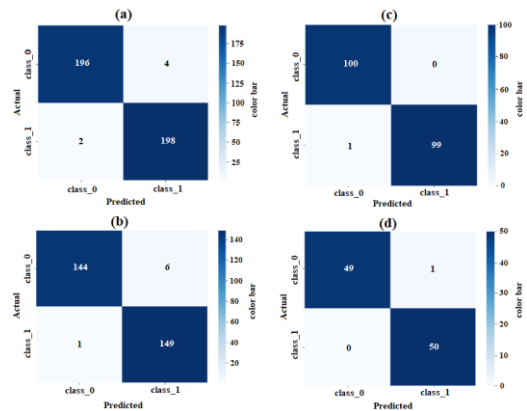 (a)
Actual
class_0
196
4
class_1
2
198
class_0
class_1
Predicted
175
150
125
100
75
50
25
color bar
(c)
Actual
class_0
100
0
class_1
1
99
class_0
class_1
Predicted
100
80
60
40
20
0
color bar
(b)
Actual
class_0
144
6
class_1
1
149
class_0
class_1
Predicted
140
120
100
80
60
40
20
color bar
(d)
Actual
class_0
49
1
class_1
0
50
class_0
class_1
Predicted
50
40
30
20
10
0
color bar